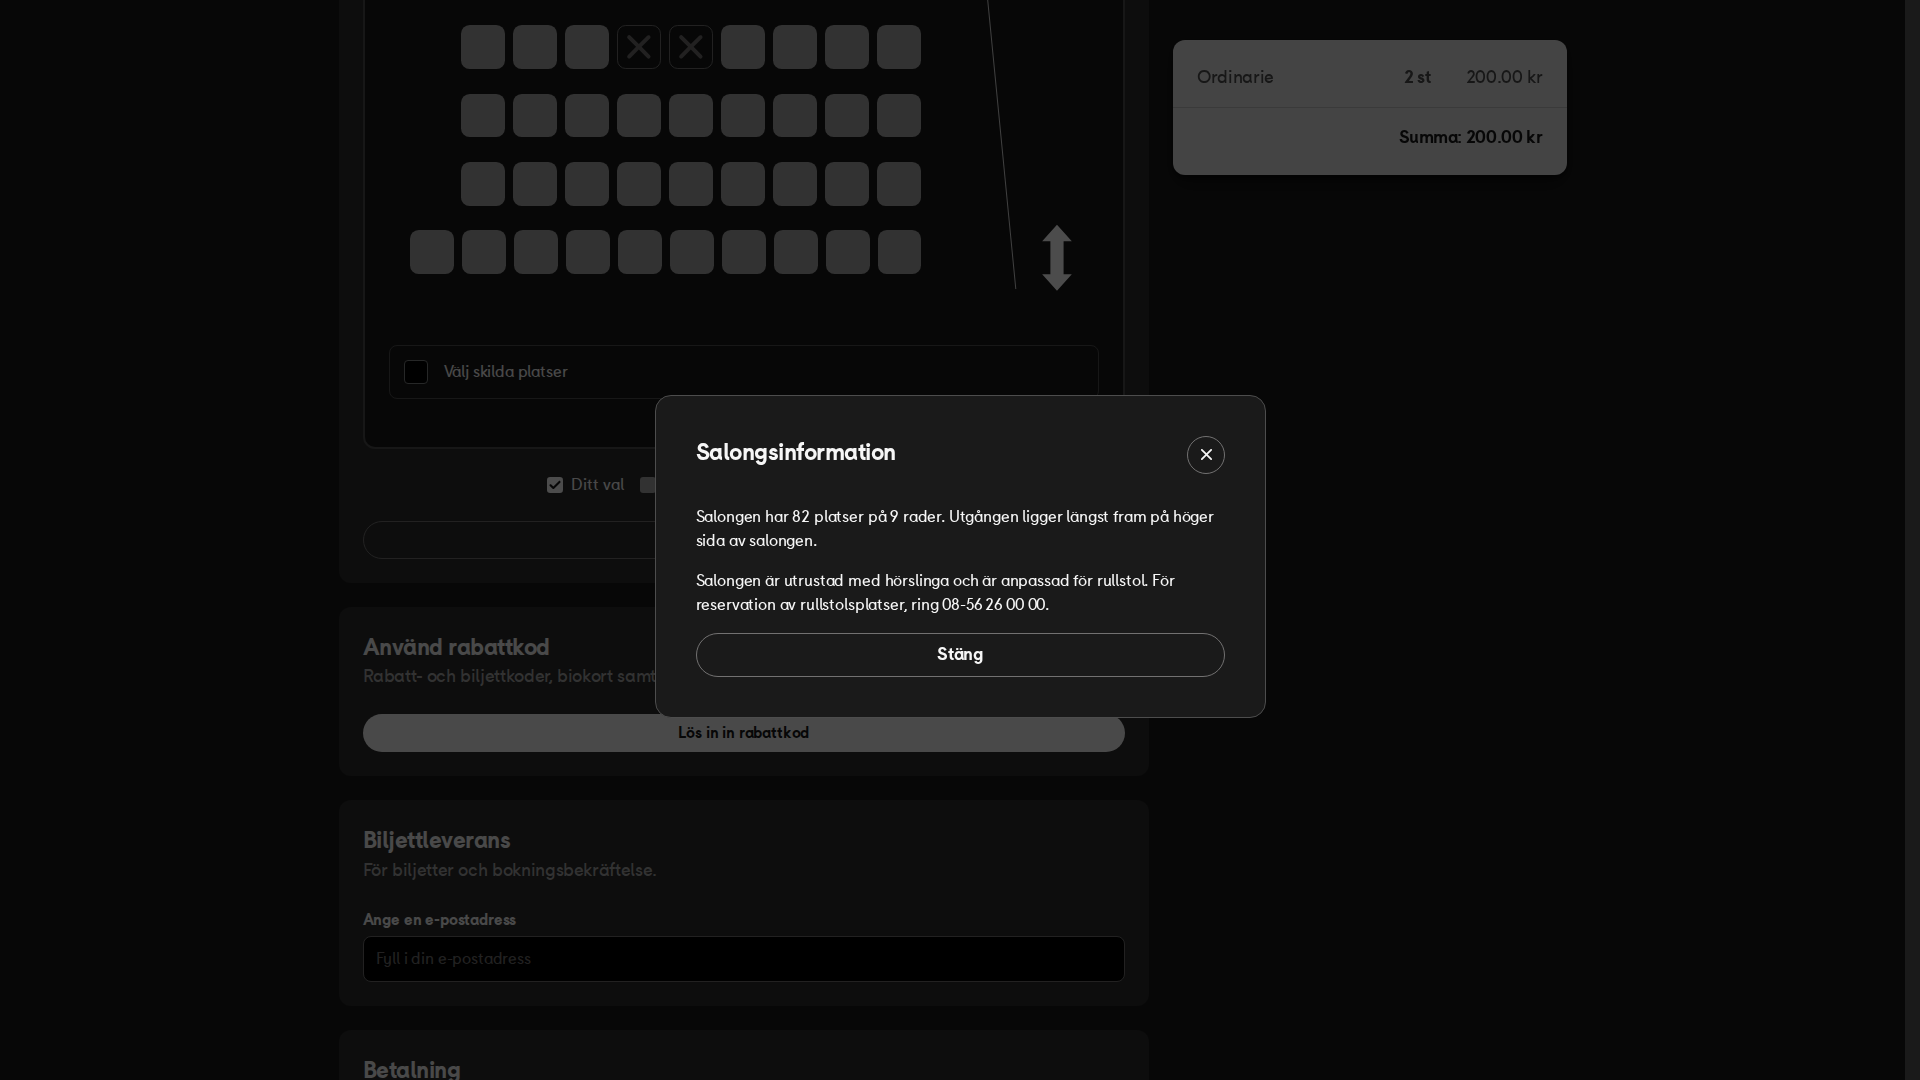 Ordinarie 2 st 200.00 kr
Summa: 200.00 kr
Välj skilda platser
Ditt val
Salongsinformation
Salongen har 82 platser på 9 rader. Utgången ligger längst fram på höger
sida av salongen.
Salongen är utrustad med hörslinga och är anpassad för rullstol. För
reservation av rullstolsplatser, ring 08-56 26 00 00.
Stäng
Använd rabattkod
Rabatt- och biljettkoder, biokort samt
Lös in in rabattkod
Biljettleverans
För biljetter och bokningsbekräftelse.
Ange en e-postadress
Fyll i din e-postadress
Betalning